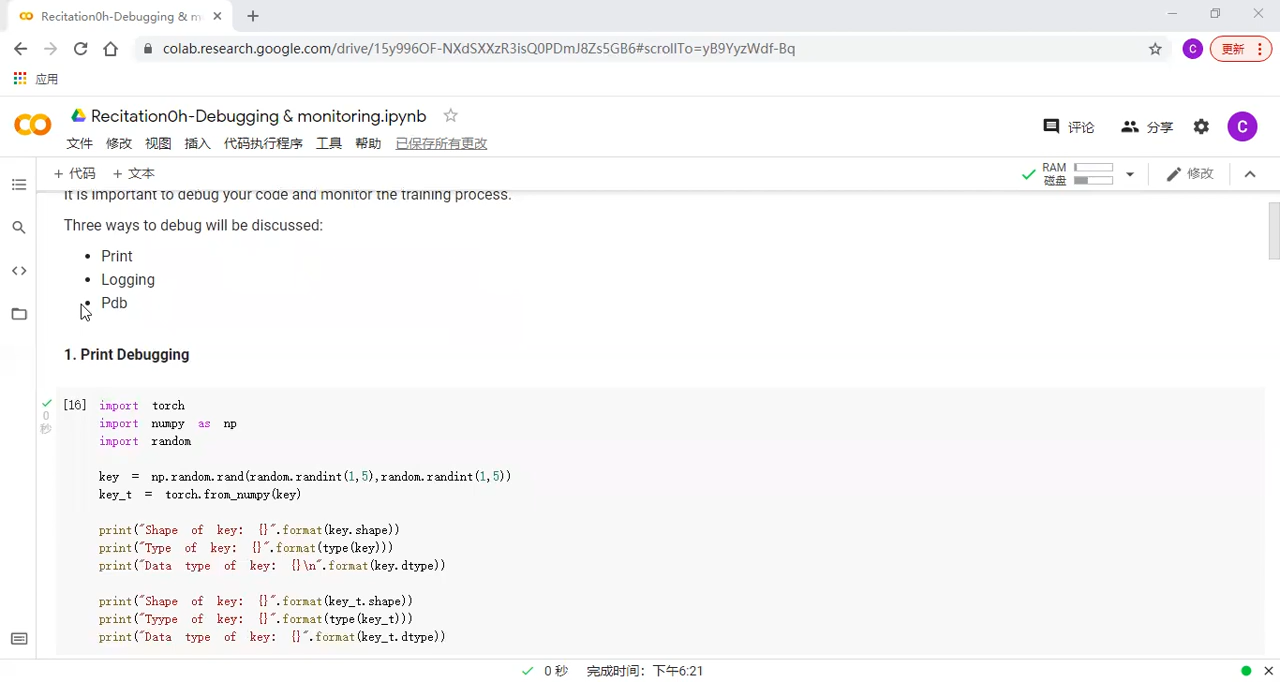 Recitation0h-Debugging & m
colab.research.google.com/drive/15y996OF-NXdSXXzR3isQ0PDmJ8Zs5GB6#scrollTo=yB9YyzWdf-Bq
C
更新
应用
Recitation0h-Debugging & monitoring.ipynb
评论
分享
C
文件 修改 视图 插入 代码执行程序 工具 帮助 已保存所有更改
+ 代码 + 文本
RAM
磁盘
修改
It is important to debug your code and monitor the training process.
Three ways to debug will be discussed:
• Print
• Logging
• Pdb
1. Print Debugging
0
秒
[16] import torch
import numpy as np
import random
key = np.random.rand(random.randint(1,5),random.randint(1,5))
key_t = torch.from_numpy(key)
print("Shape of key: {}".format(key.shape))
print("Type of key: {}".format(type(key)))
print("Data type of key: {}\n".format(key.dtype))
print("Shape of key: {}".format(key_t.shape))
print("Tyype of key: {}".format(type(key_t)))
print("Data type of key: {}".format(key_t.dtype))
0 秒 完成时间：下午6:21